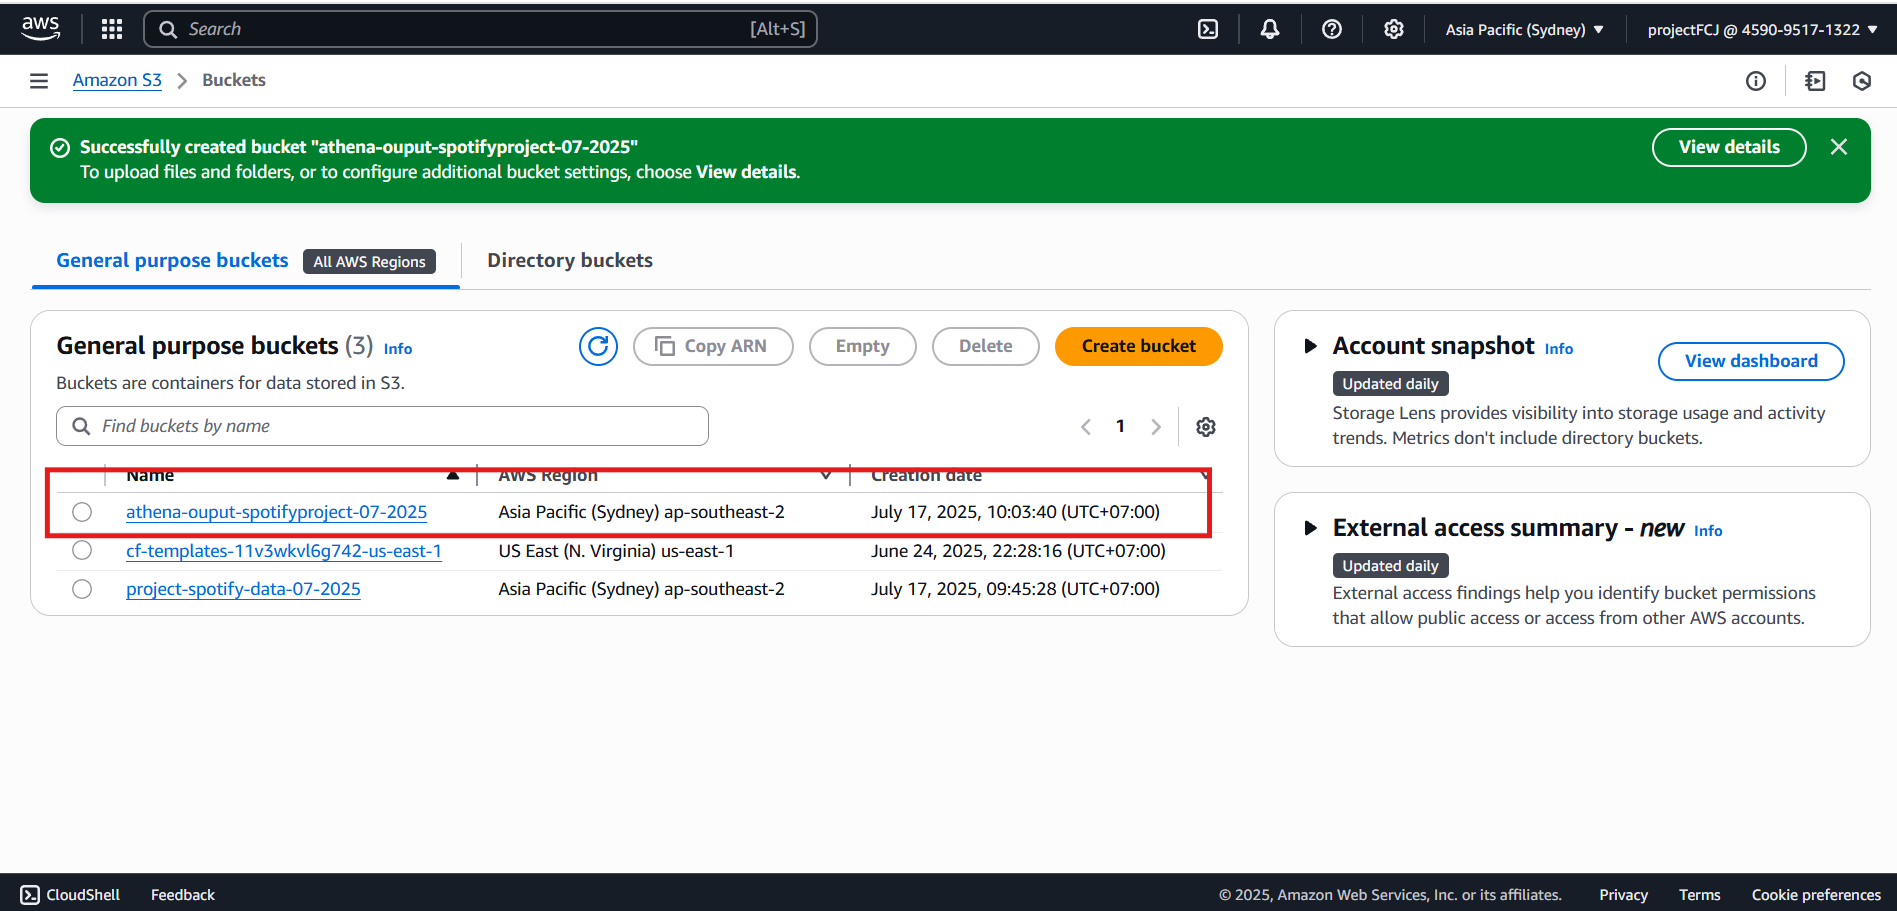 aws
Search [Alt+S]
Asia Pacific (Sydney)
projectFCJ @ 4590-9517-1322
Amazon S3 Buckets
Successfully created bucket "athena-ouput-spotifyproject-07-2025"
To upload files and folders, or to configure additional bucket settings, choose View details.
View details
General purpose buckets All AWS Regions
Directory buckets
General purpose buckets (3) Info
Copy ARN
Empty
Delete
Create bucket
Buckets are containers for data stored in S3.
Find buckets by name
1
Name AWS Region Creation date
athena-ouput-spotifyproject-07-2025 Asia Pacific (Sydney) ap-southeast-2 July 17, 2025, 10:03:40 (UTC+07:00)
cf-templates-11v3wkvl6g742-us-east-1 US East (N. Virginia) us-east-1 June 24, 2025, 22:28:16 (UTC+07:00)
project-spotify-data-07-2025 Asia Pacific (Sydney) ap-southeast-2 July 17, 2025, 09:45:28 (UTC+07:00)
Account snapshot Info
View dashboard
Updated daily
Storage Lens provides visibility into storage usage and activity
trends. Metrics don't include directory buckets.
External access summary - new Info
Updated daily
External access findings help you identify bucket permissions
that allow public access or access from other AWS accounts.
CloudShell
Feedback
© 2025, Amazon Web Services, Inc. or its affiliates.
Privacy
Terms
Cookie preferences